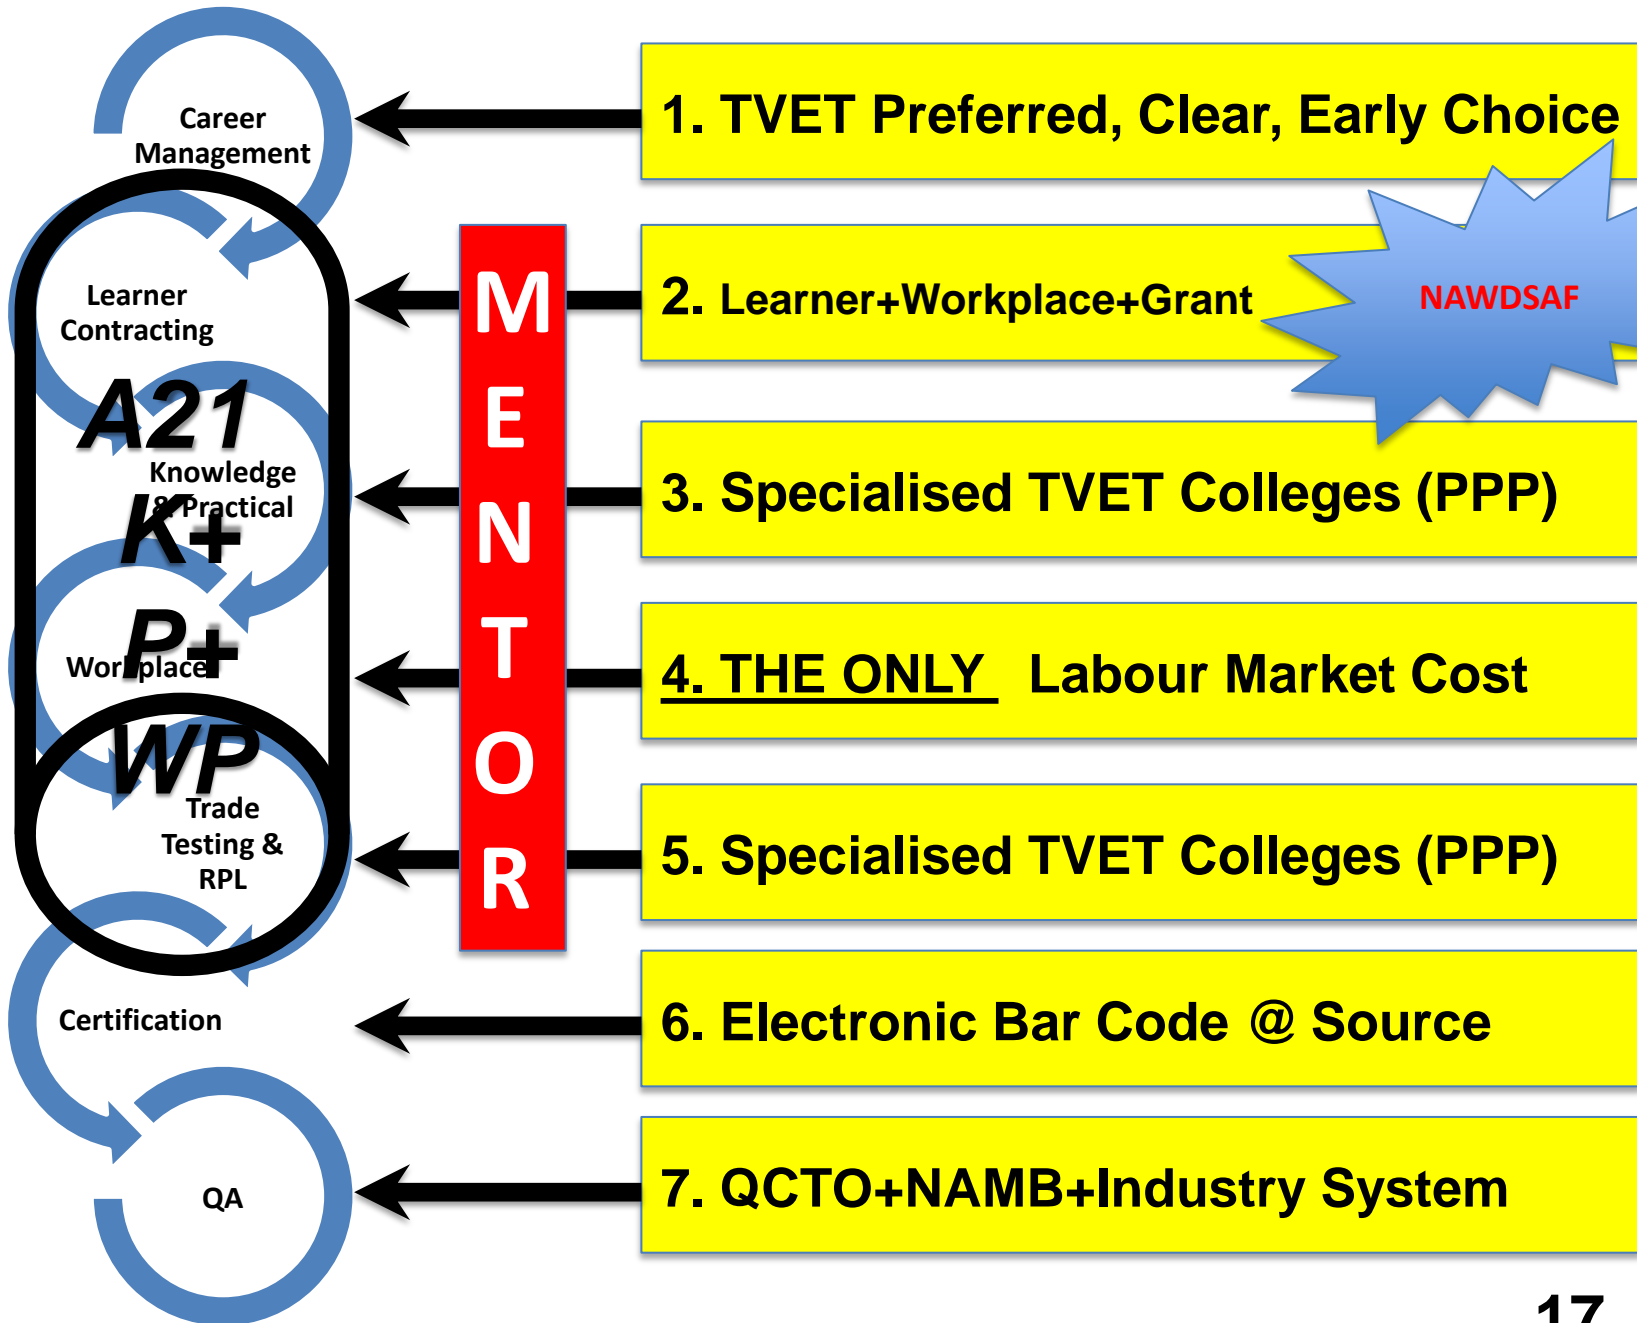 Career
Management
1. TVET Preferred, Clear, Early Choice
Learner
Contracting
2. Learner+Workplace+Grant
NAWDSAF
A21
Knowledge
& Practical
K+
3. Specialised TVET Colleges (PPP)
P+
Workplace
4. THE ONLY Labour Market Cost
WP
Trade
Testing &
RPL
5. Specialised TVET Colleges (PPP)
M
E
N
T
O
R
Certification
6. Electronic Bar Code @ Source
QA
7. QCTO+NAMB+Industry System
17